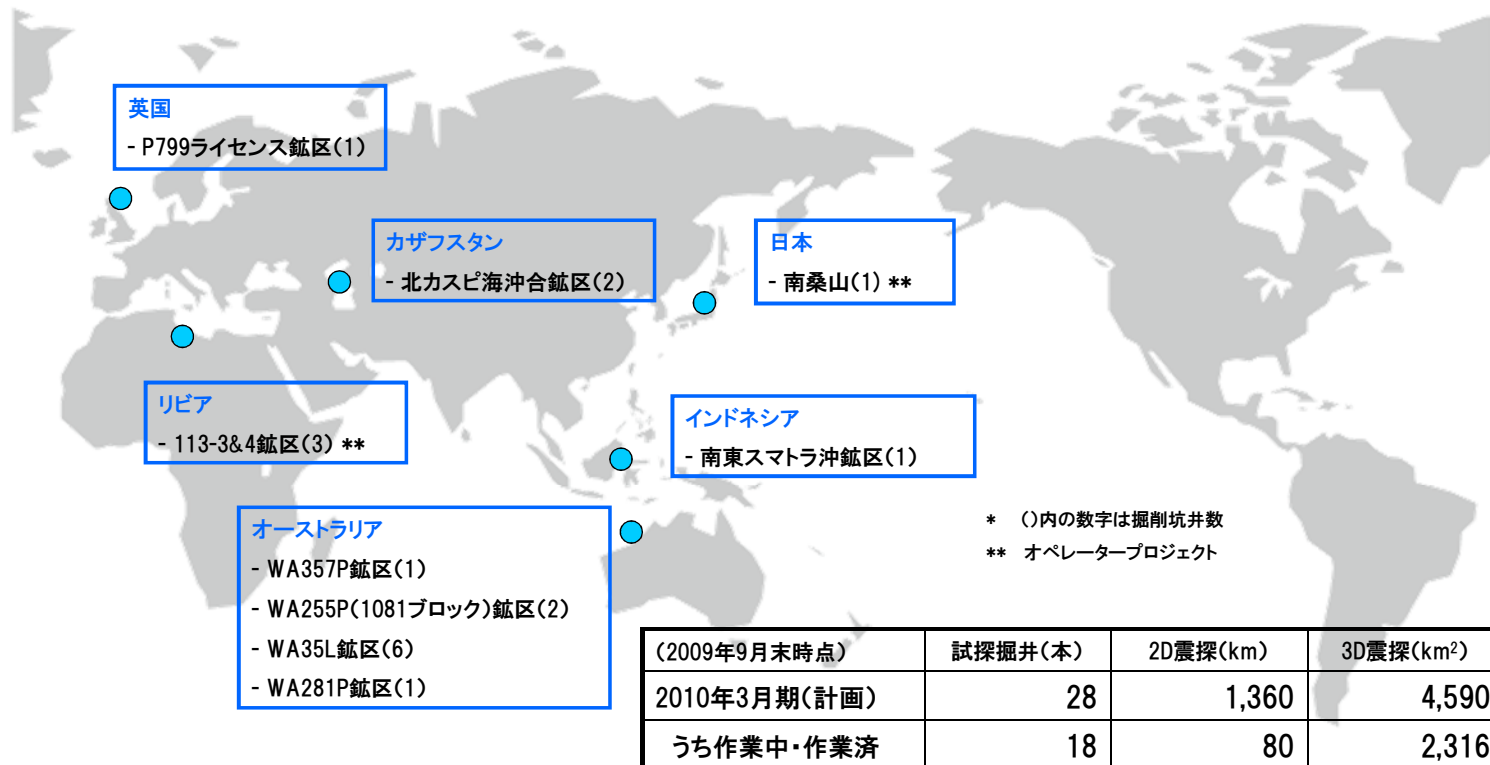 英国
- P799ライセンス鉱区(1)
カザフスタン
- 北カスピ海沖合鉱区(2)
日本
- 南桑山(1) **
リビア
- 113-3&4鉱区(3) **
インドネシア
- 南東スマトラ沖鉱区(1)
オーストラリア
- WA357P鉱区(1)
- WA255P(1081ブロック)鉱区(2)
- WA35L鉱区(6)
- WA281P鉱区(1)
* ()内の数字は掘削坑井数
** オペレータープロジェクト
(2009年9月末時点) 試探掘井(本) 2D震探(km) 3D震探(km²)
2010年3月期(計画) 28 1,360 4,590
うち作業中・作業済 18 80 2,316